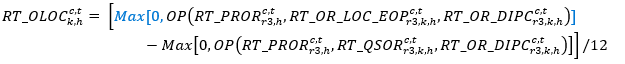 RT_OLOC^{c,t}_{k,h} = [Max[0, OP(RT_PROR^{c,t}_{r3,h}, RT_OR_LOC_EOP^{c,t}_{r3,k,h}, RT_OR_DIPC^{c,t}_{r3,k,h})]
− Max[0, OP(RT_PROR^{c,t}_{r3,h}, RT_QSOR^{c,t}_{r3,k,h}, RT_OR_DIPC^{c,t}_{r3,k,h})]] /12